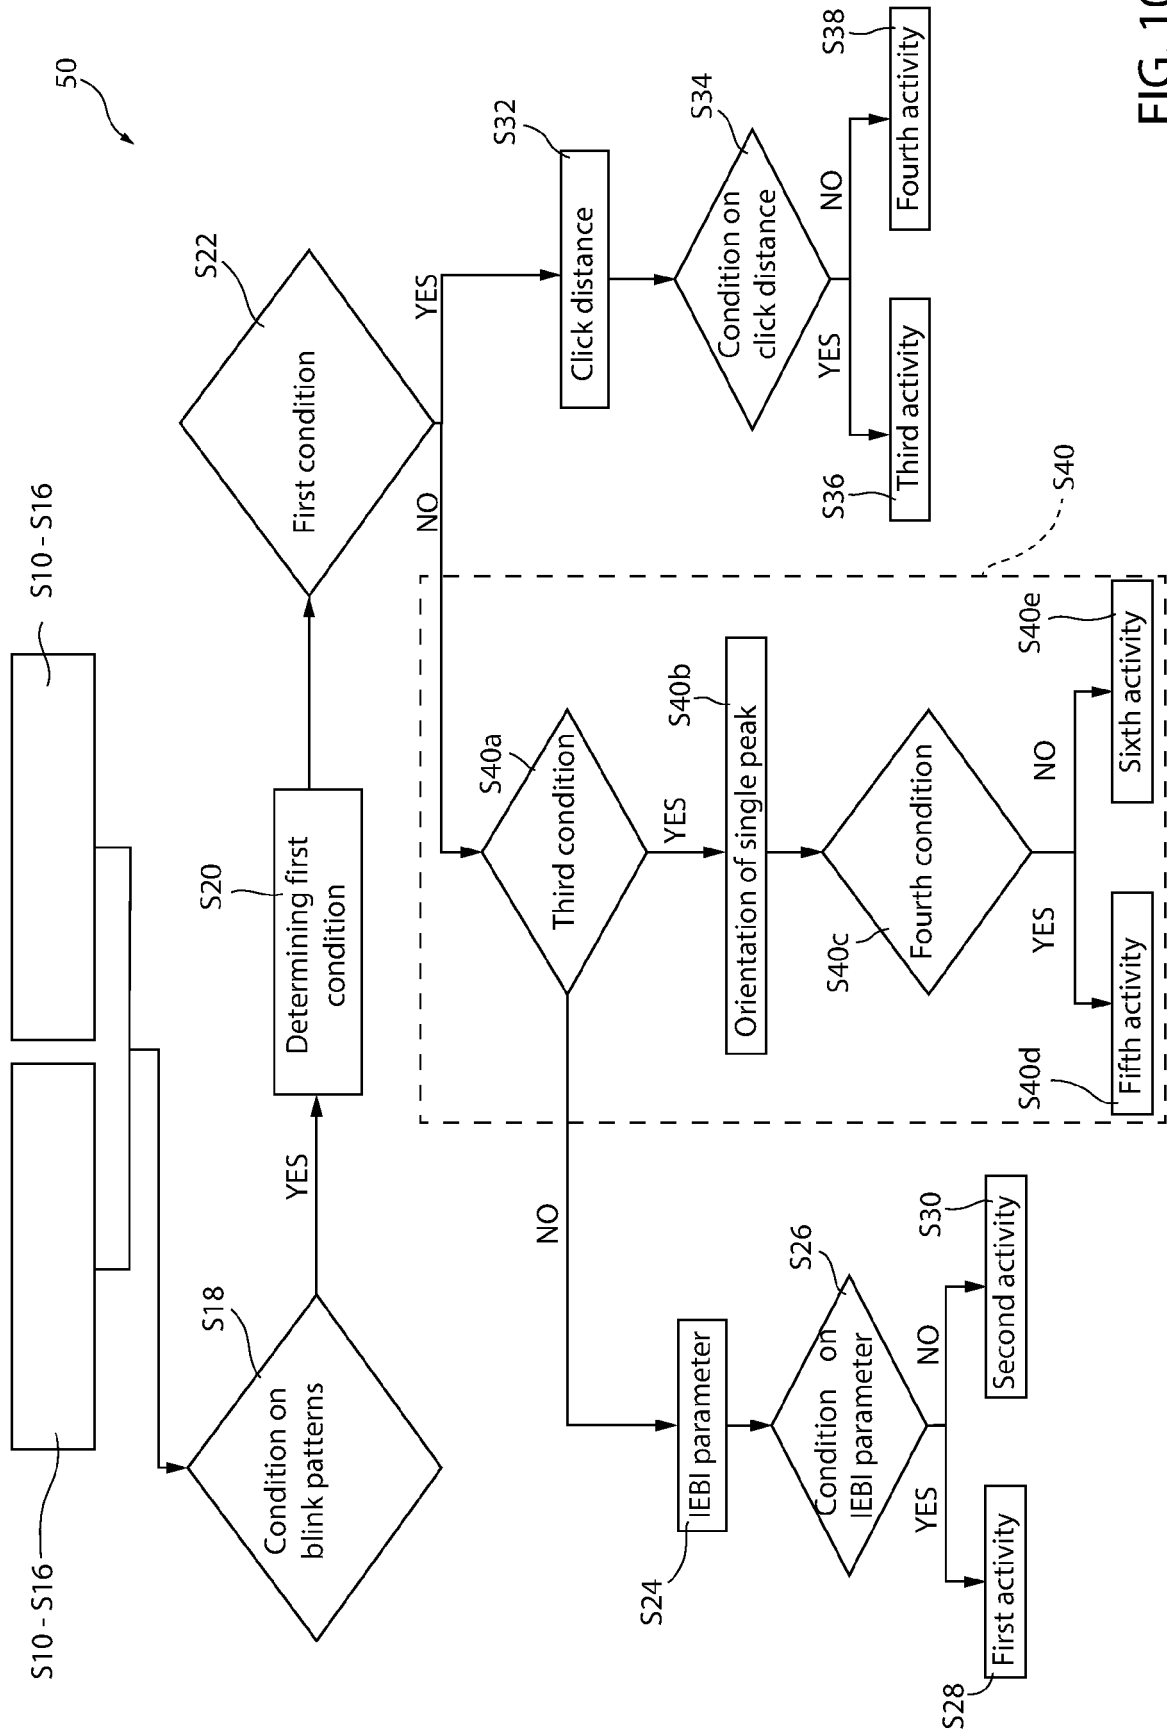 50
S10 - S16
S10 - S16
S18
Condition on
blink patterns
YES
S20
Determining first
condition
S22
First condition
NO
YES
S32
Click distance
S34
Condition on
click distance
YES
NO
S36
Third activity
S38
Fourth activity
S40
S40a
Third condition
NO
YES
S40b
Orientation of single peak
S40c
Fourth condition
YES
NO
S40d
Fifth activity
S40e
Sixth activity
S24
IEBI parameter
S26
Condition on
IEBI parameter
YES
NO
S28
First activity
S30
Second activity
FIG. 10